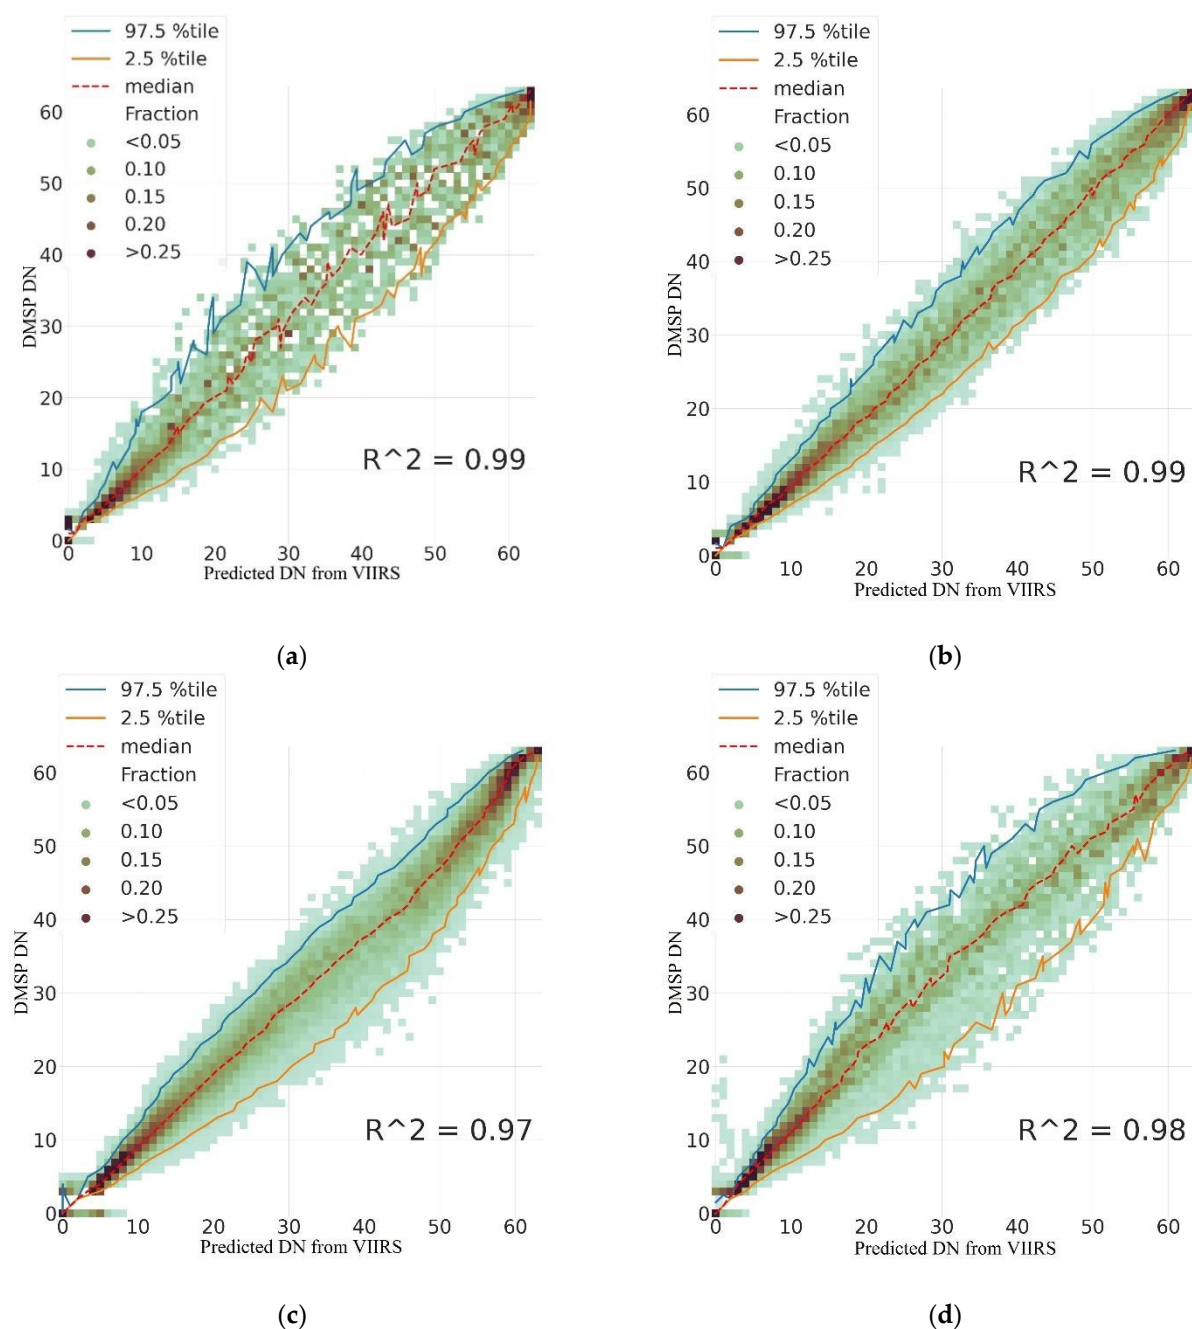 97.5 %tile
2.5 %tile
median
Fraction
<0.05
0.10
0.15
0.20
>0.25
60
50
40
30
20
10
0
DMSP DN
R^2 = 0.99
0 10 20 30 40 50 60
Predicted DN from VIIRS
(a)
97.5 %tile
2.5 %tile
median
Fraction
<0.05
0.10
0.15
0.20
>0.25
60
50
40
30
20
10
0
DMSP DN
R^2 = 0.99
0 10 20 30 40 50 60
Predicted DN from VIIRS
(b)
97.5 %tile
2.5 %tile
median
Fraction
<0.05
0.10
0.15
0.20
>0.25
60
50
40
30
20
10
0
DMSP DN
R^2 = 0.97
0 10 20 30 40 50 60
Predicted DN from VIIRS
(c)
97.5 %tile
2.5 %tile
median
Fraction
<0.05
0.10
0.15
0.20
>0.25
60
50
40
30
20
10
0
DMSP DN
R^2 = 0.98
0 10 20 30 40 50 60
Predicted DN from VIIRS
(d)